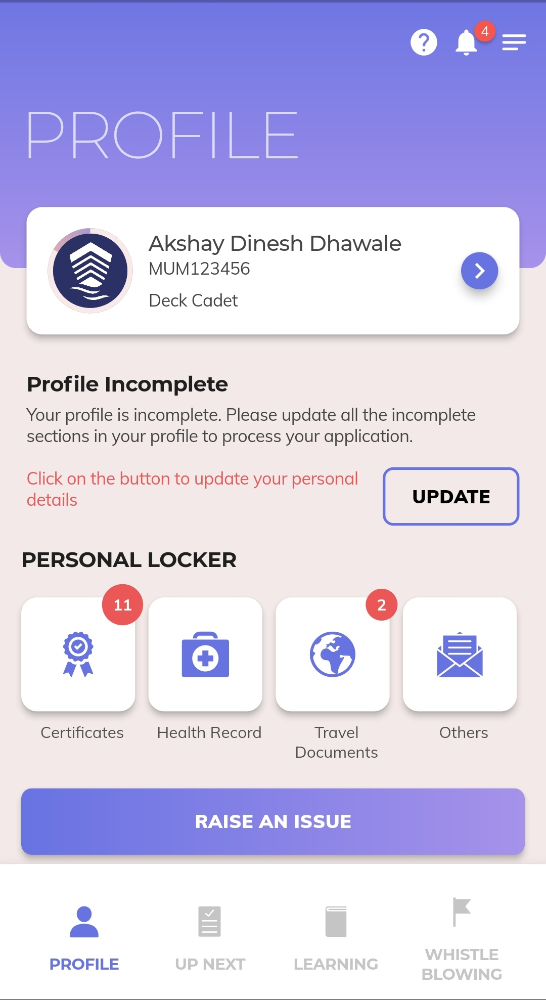 4
PROFILE
Akshay Dinesh Dhawale
MUM123456
Deck Cadet
Profile Incomplete
Your profile is incomplete. Please update all the incomplete
sections in your profile to process your application.
Click on the button to update your personal
details
UPDATE
PERSONAL LOCKER
11
2
Certificates
Health Record
Travel
Documents
Others
RAISE AN ISSUE
PROFILE
UP NEXT
LEARNING
WHISTLE
BLOWING